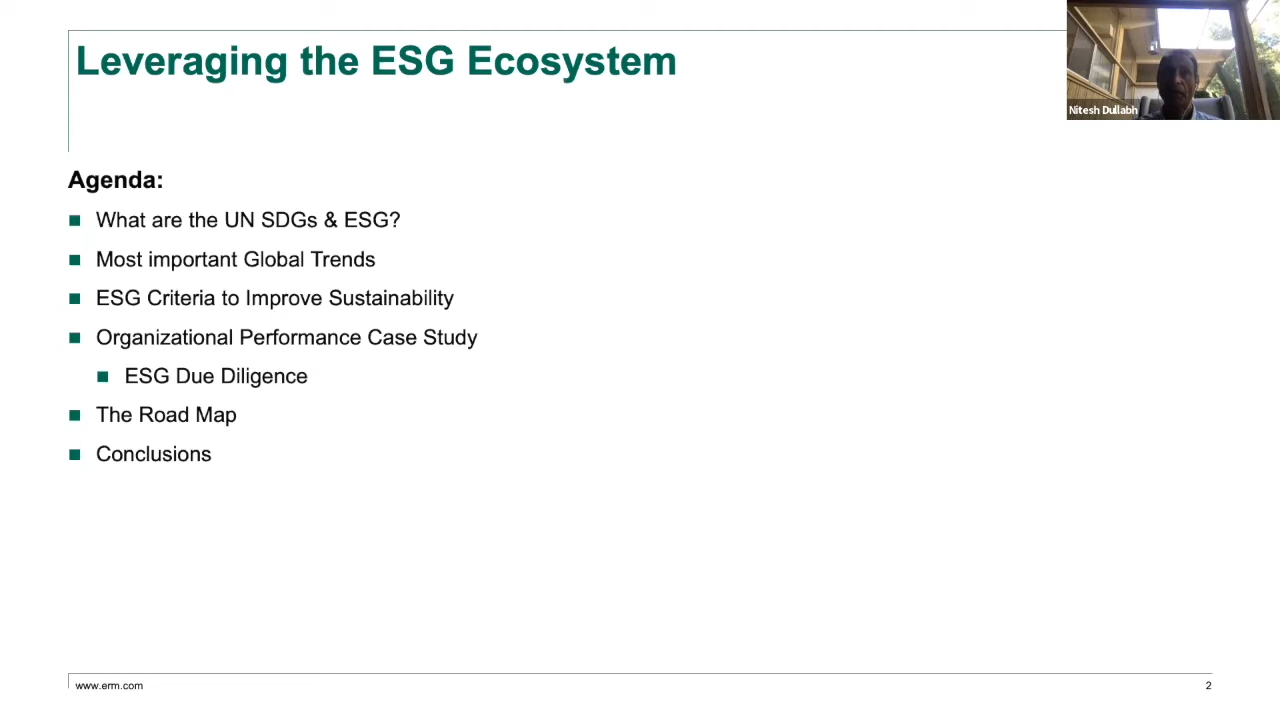 Leveraging the ESG Ecosystem
Nitesh Dullabh
Agenda:
What are the UN SDGs & ESG?
Most important Global Trends
ESG Criteria to Improve Sustainability
Organizational Performance Case Study
ESG Due Diligence
The Road Map
Conclusions
www.erm.com
2